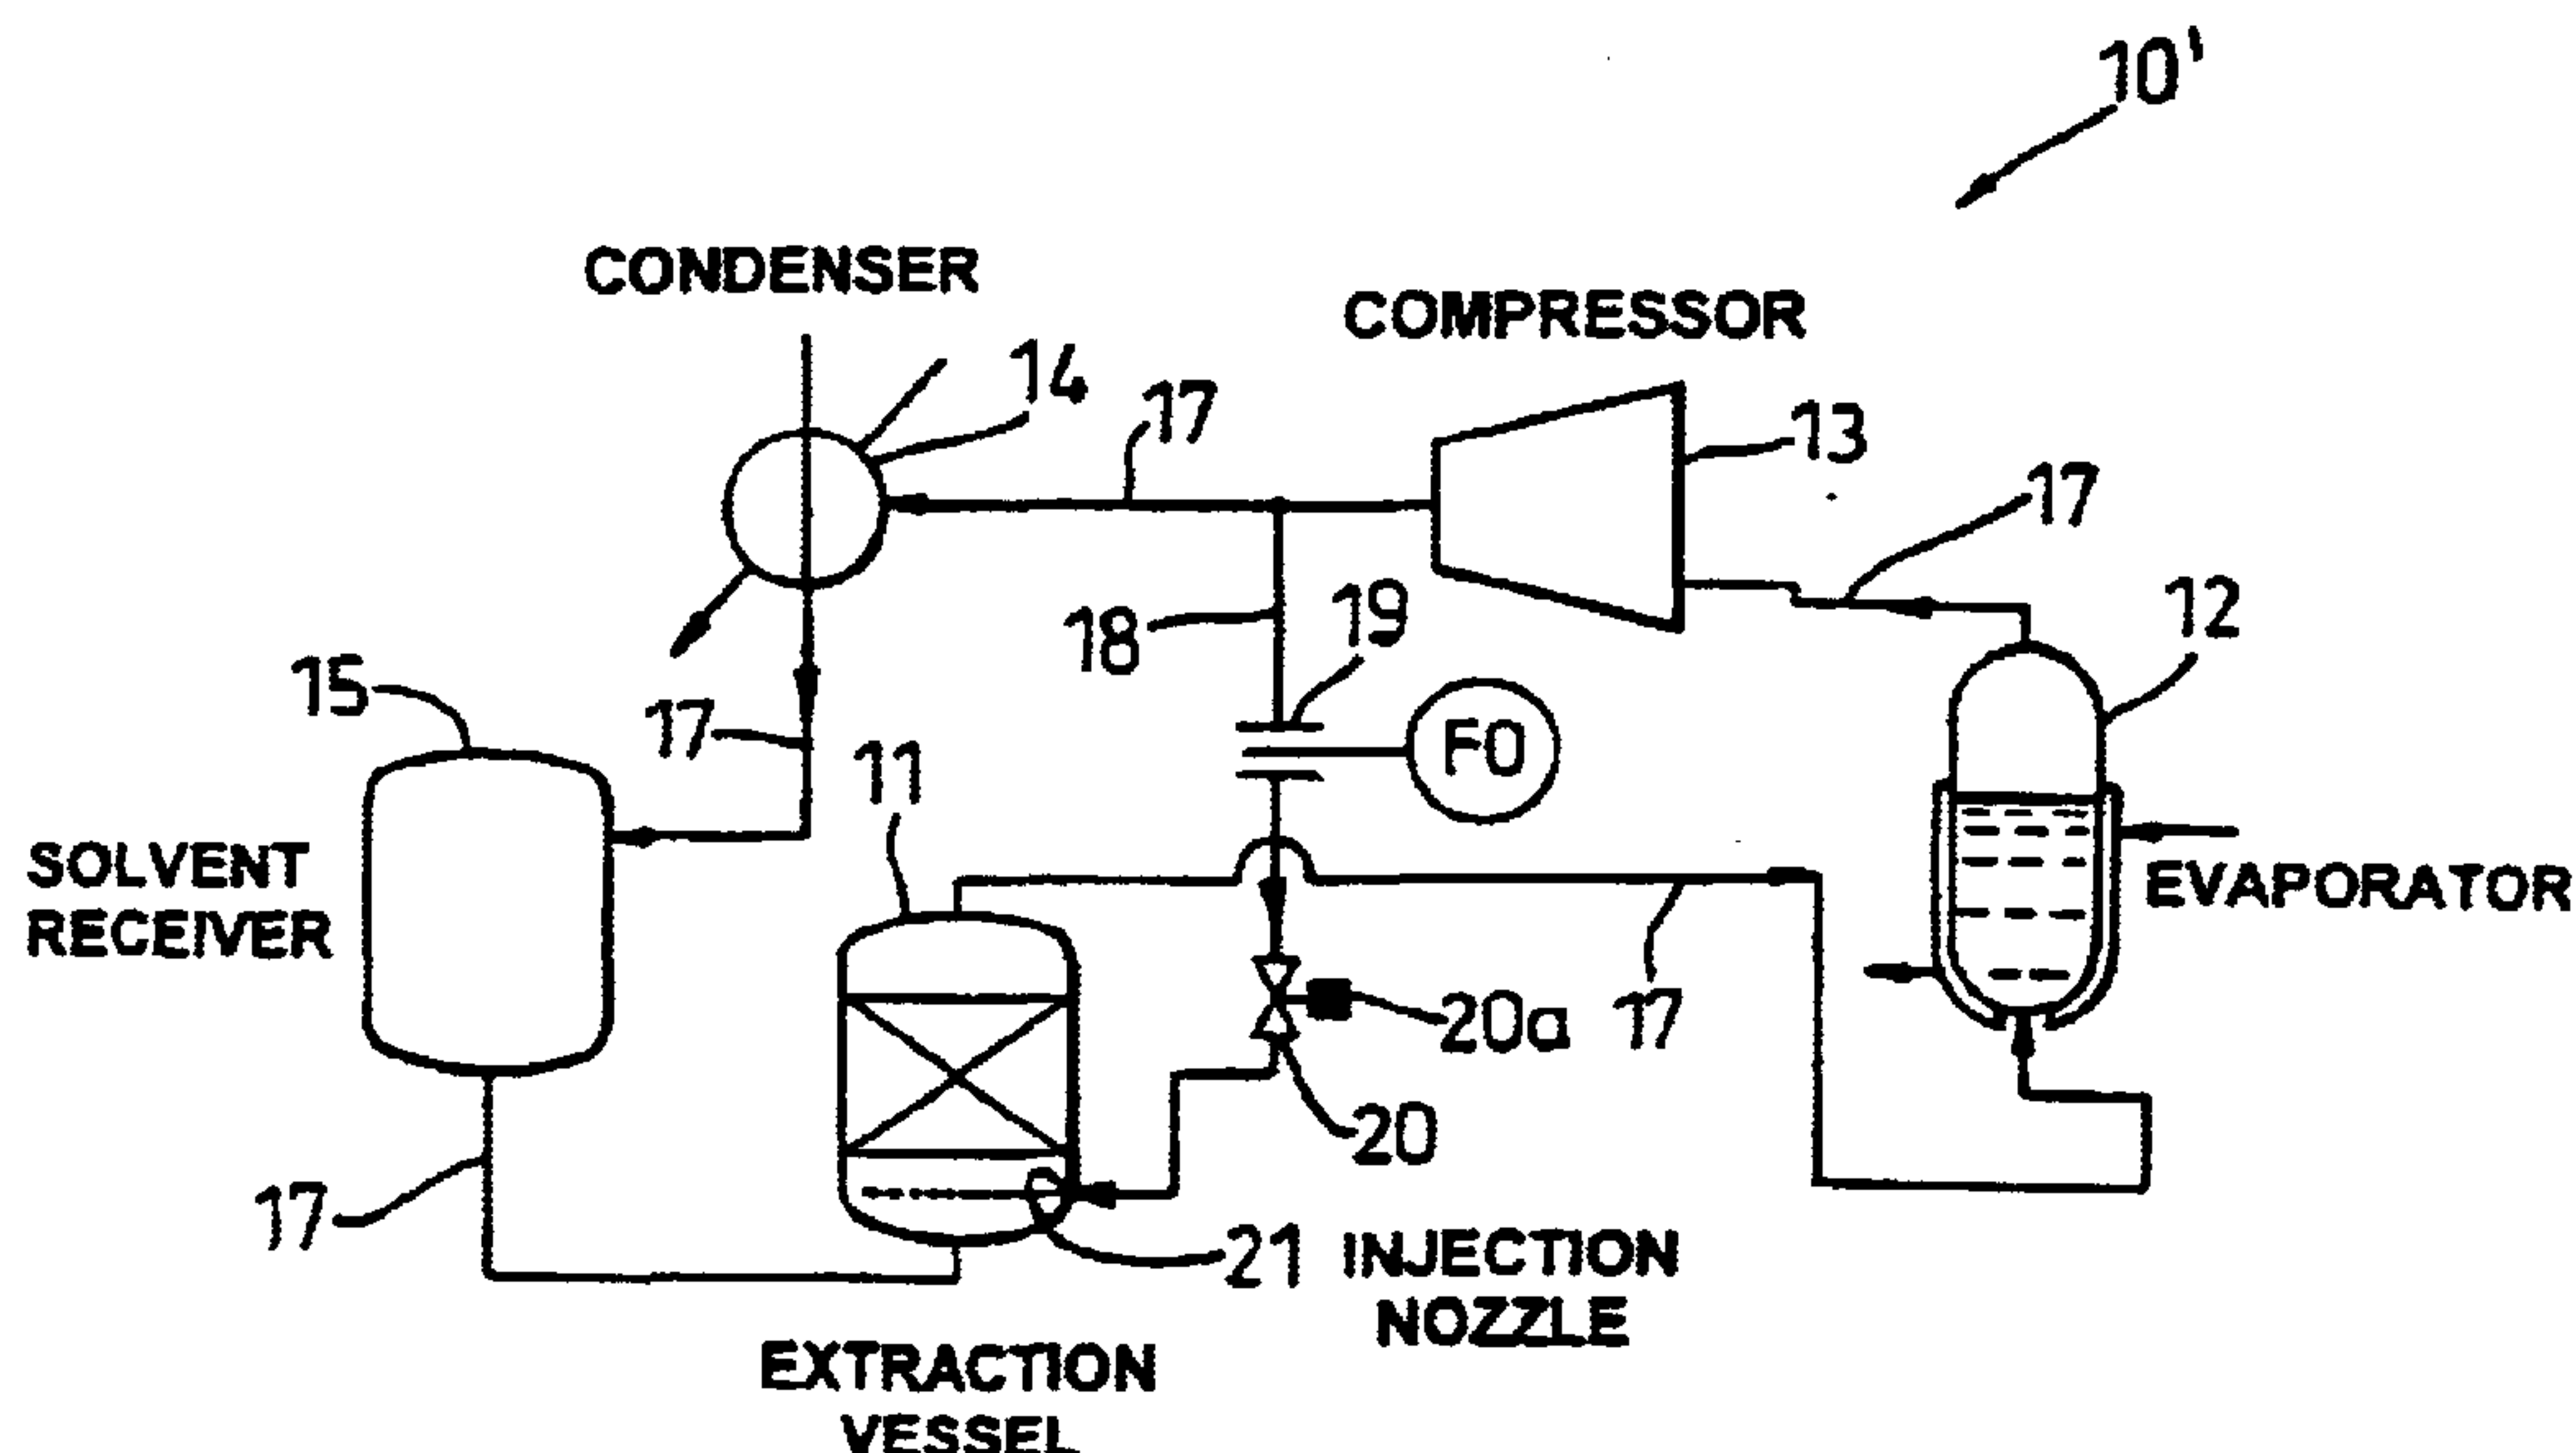 10'
CONDENSER
COMPRESSOR
14
17
13
17
12
18
19
15
17
11
FO
SOLVENT
RECEIVER
EVAPORATOR
20a
17
20
17
21
INJECTION
NOZZLE
EXTRACTION
VESSEL